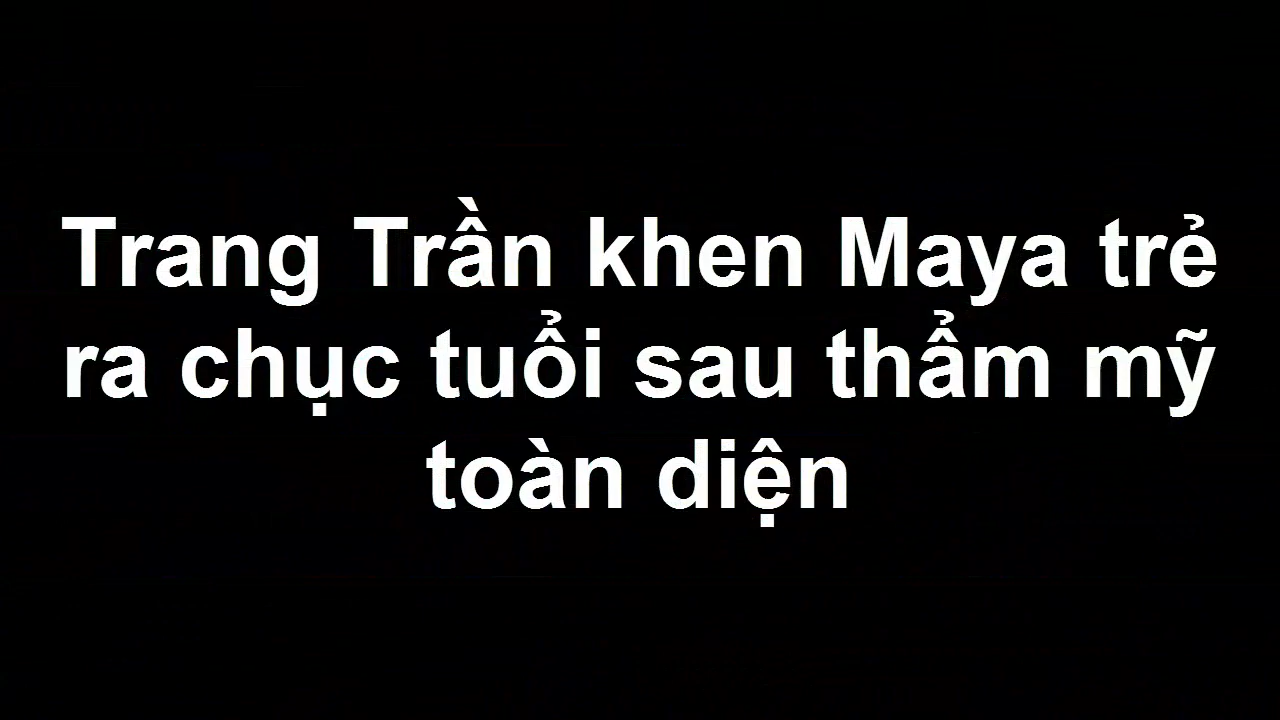 Trang Trần khen Maya trẻ
ra chục tuổi sau thẩm mỹ
toàn diện